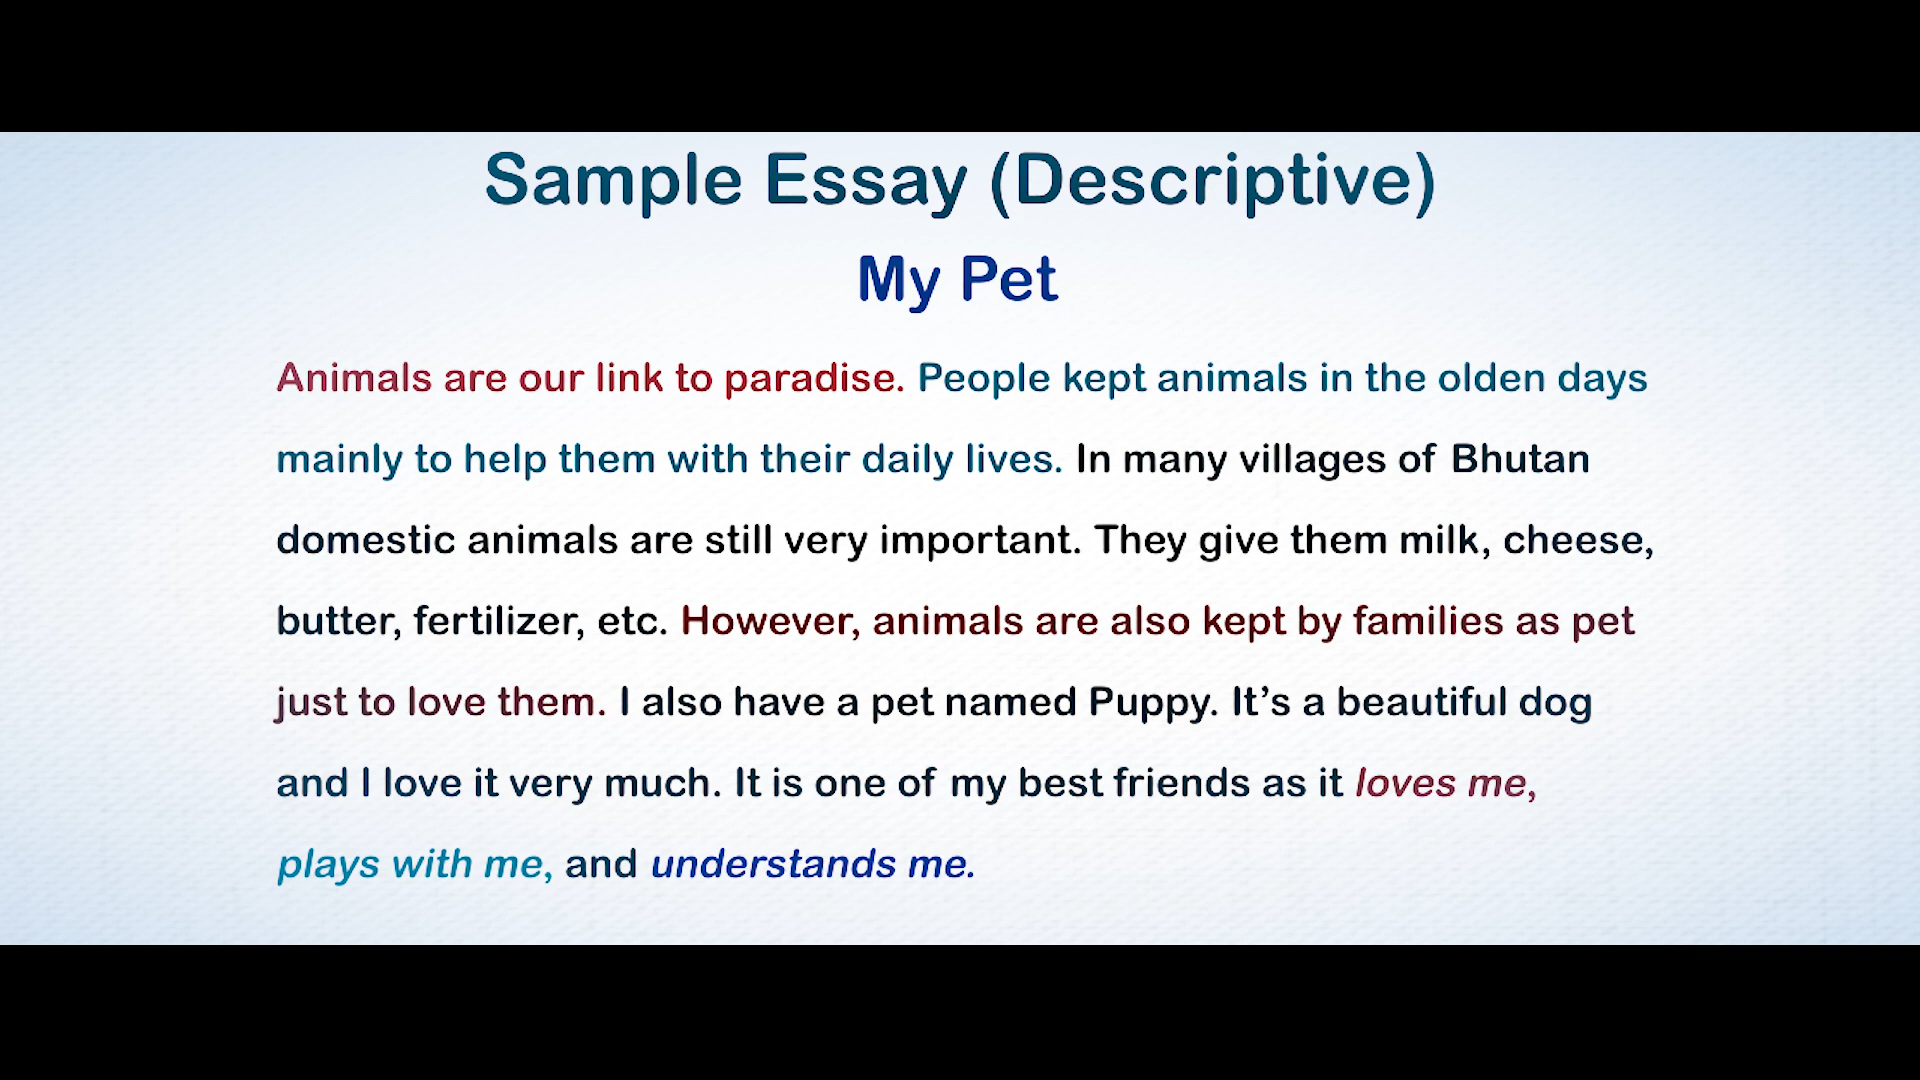 Sample Essay (Descriptive)
My Pet
Animals are our link to paradise. People kept animals in the olden days
mainly to help them with their daily lives. In many villages of Bhutan
domestic animals are still very important. They give them milk, cheese,
butter, fertilizer, etc. However, animals are also kept by families as pet
just to love them. I also have a pet named Puppy. It’s a beautiful dog
and I love it very much. It is one of my best friends as it loves me,
plays with me, and understands me.